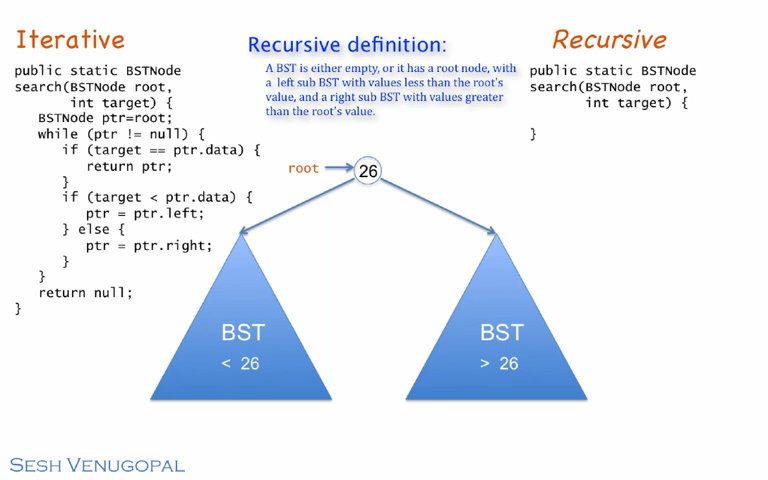 Iterative
public static BSTNode
search(BSTNode root,
int target) {
BSTNode ptr=root;
while (ptr != null) {
if (target == ptr.data) {
return ptr;
}
if (target < ptr.data) {
ptr = ptr.left;
} else {
ptr = ptr.right;
}
}
return null;
}
Recursive definition:
A BST is either empty, or it has a root node, with
a left sub BST with values less than the root's
value, and a right sub BST with values greater
than the root's value.
Recursive
public static BSTNode
search(BSTNode root,
int target) {
}
root
26
BST
< 26
BST
> 26
SESH VENUGOPAL